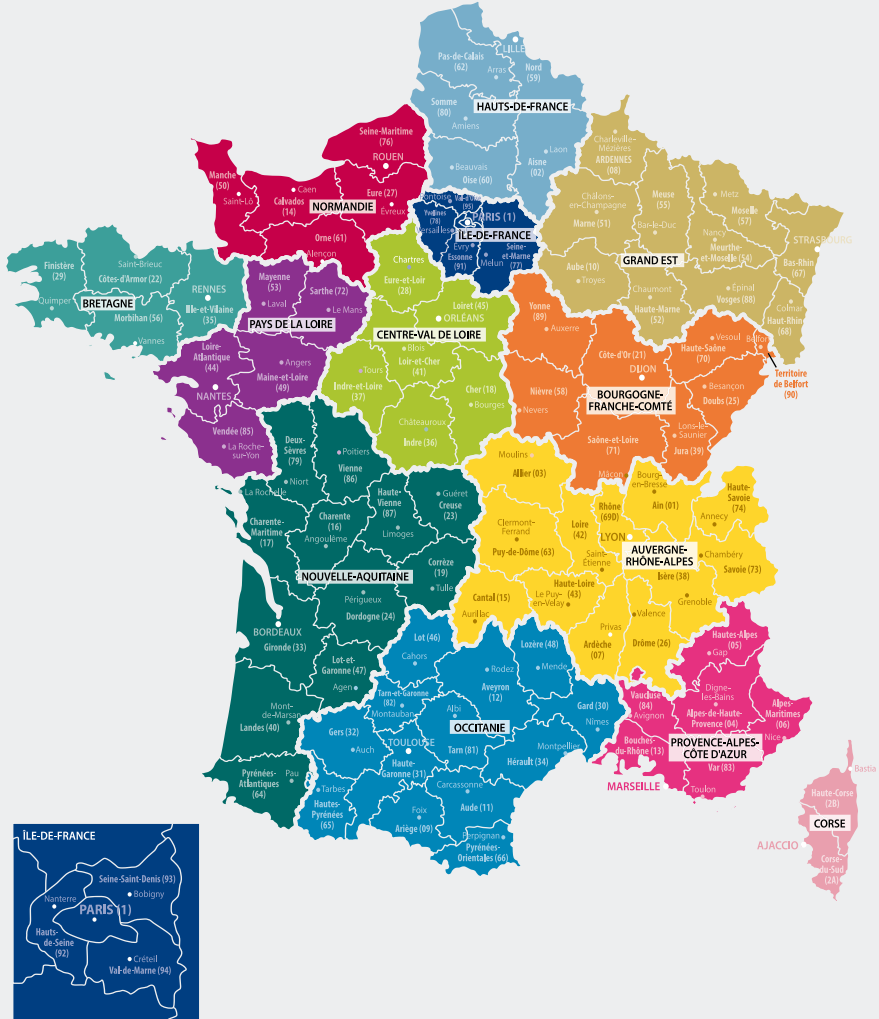 LILLE
Pas-de-Calais
(62)
Nord
(59)
Arras
Somme
(80)
HAUTS-DE-FRANCE
Amiens
Laon
Aisne
(02)
Beauvais
Oise (60)
Seine-Maritime
(76)
ROUEN
Manche
(50)
Saint-Lô
Caen
Calvados
(14)
Eure (27)
NORMANDIE
Évreux
Orne (61)
Alençon
Pontoise
Val-d'Oise
(95)
Yvelines
(78)
Versailles
PARIS (1)
ÎLE-DE-FRANCE
Évry
Essonne
(91)
Melun
Seine-
et-Marne
(77)
Charleville-
Mézières
ARDENNES
(08)
Châlons-
en-Champagne
Marne (51)
Meuse
(55)
Bar-le-Duc
Metz
Moselle
(57)
Nancy
Meurthe-
et-Moselle (54)
STRASBOURG
Bas-Rhin
(67)
GRAND EST
Aube (10)
Troyes
Chaumont
Haute-Marne
(52)
Épinal
Vosges (88)
Colmar
Haut-Rhin
(68)
Finistère
(29)
Quimper
Saint-Brieuc
Côtes-d'Armor (22)
BRETAGNE
Morbihan (56)
Vannes
RENNES
Ille-et-Vilaine
(35)
Mayenne
(53)
Laval
Sarthe (72)
Le Mans
PAYS DE LA LOIRE
Loire-
Atlantique
(44)
NANTES
Angers
Maine-et-Loire
(49)
Vendée (85)
La Roche-
sur-Yon
Chartres
Eure-et-Loir
(28)
Loiret (45)
ORLÉANS
CENTRE-VAL DE LOIRE
Blois
Loir-et-Cher
(41)
Tours
Indre-et-Loire
(37)
Cher (18)
Bourges
Châteauroux
Indre (36)
Yonne
(89)
Auxerre
Côte-d'Or (21)
DIJON
Vesoul
Haute-Saône
(70)
Belfort
Territoire
de Belfort
(90)
Nièvre (58)
Nevers
BOURGOGNE-
FRANCHE-COMTÉ
Besançon
Doubs (25)
Saône-et-Loire
(71)
Lons-le-
Saunier
Jura (39)
Mâcon
Deux-
Sèvres
(79)
Niort
Poitiers
Vienne
(86)
La Rochelle
Charente-
Maritime
(17)
Charente
(16)
Angoulême
Haute-
Vienne
(87)
Limoges
Guéret
Creuse
(23)
Corrèze
(19)
Tulle
NOUVELLE-AQUITAINE
Périgueux
Dordogne (24)
BORDEAUX
Gironde (33)
Lot-et-
Garonne (47)
Agen
Mont-
de-Marsan
Landes (40)
Pyrénées-
Atlantiques
(64)
Pau
Moulins
Allier (03)
Clermont-
Ferrand
Puy-de-Dôme (63)
Loire
(42)
Rhône
(69D)
Bourg-
en-Bresse
Ain (01)
Haute-
Savoie
(74)
Annecy
LYON
AUVERGNE-
RHÔNE-ALPES
Saint-
Étienne
Chambéry
Savoie (73)
Isère (38)
Grenoble
Cantal (15)
Aurillac
Haute-Loire
(43)
Le Puy-
en-Velay
Privas
Ardèche
(07)
Valence
Drôme (26)
Lot (46)
Cahors
Rodez
Aveyron
(12)
Lozère (48)
Mende
Tarn-et-Garonne
(82)
Montauban
Albi
Tarn (81)
OCCITANIE
Gard (30)
Nîmes
Gers (32)
Auch
TOULOUSE
Haute-
Garonne (31)
Montpellier
Hérault (34)
Tarbes
Hautes-
Pyrénées
(65)
Carcassonne
Aude (11)
Foix
Ariège (09)
Perpignan
Pyrénées-
Orientales (66)
Hautes-Alpes
(05)
Gap
Vaucluse
(84)
Avignon
Digne-
les-Bains
Alpes-de-Haute-
Provence (04)
Alpes-
Maritimes
(06)
Nice
Bouches-
du-Rhône (13)
PROVENCE-ALPES-
CÔTE D'AZUR
Var (83)
MARSEILLE
Toulon
Bastia
Haute-Corse
(2B)
CORSE
AJACCIO
Corse-
du-Sud
(2A)
ÎLE-DE-FRANCE
Seine-Saint-Denis (93)
Bobigny
Nanterre
PARIS (1)
Hauts-
de-Seine
(92)
Créteil
Val-de-Marne (94)